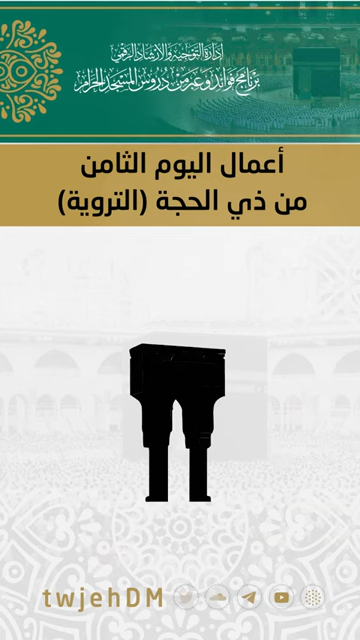 إدارة التوجيه والإرشاد الرقمي
برنامج فوائد وعبر من دروس المسجد الحرام
أعمال اليوم الثامن
من ذي الحجة (التروية)
twjehDM